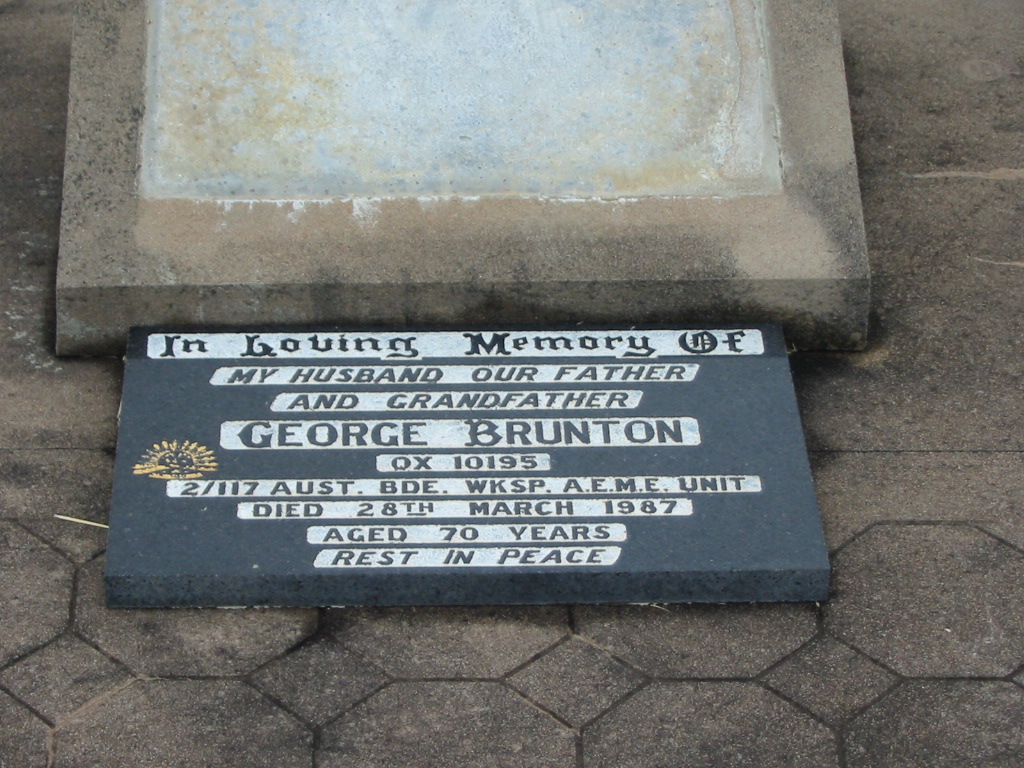 In Loving Memory Of
MY HUSBAND OUR FATHER
AND GRANDFATHER
GEORGE BRUNTON
QX 10195
2/117 AUST. BDE. WKSP. A.E.M.E. UNIT
DIED 28TH MARCH 1987
AGED 70 YEARS
REST IN PEACE